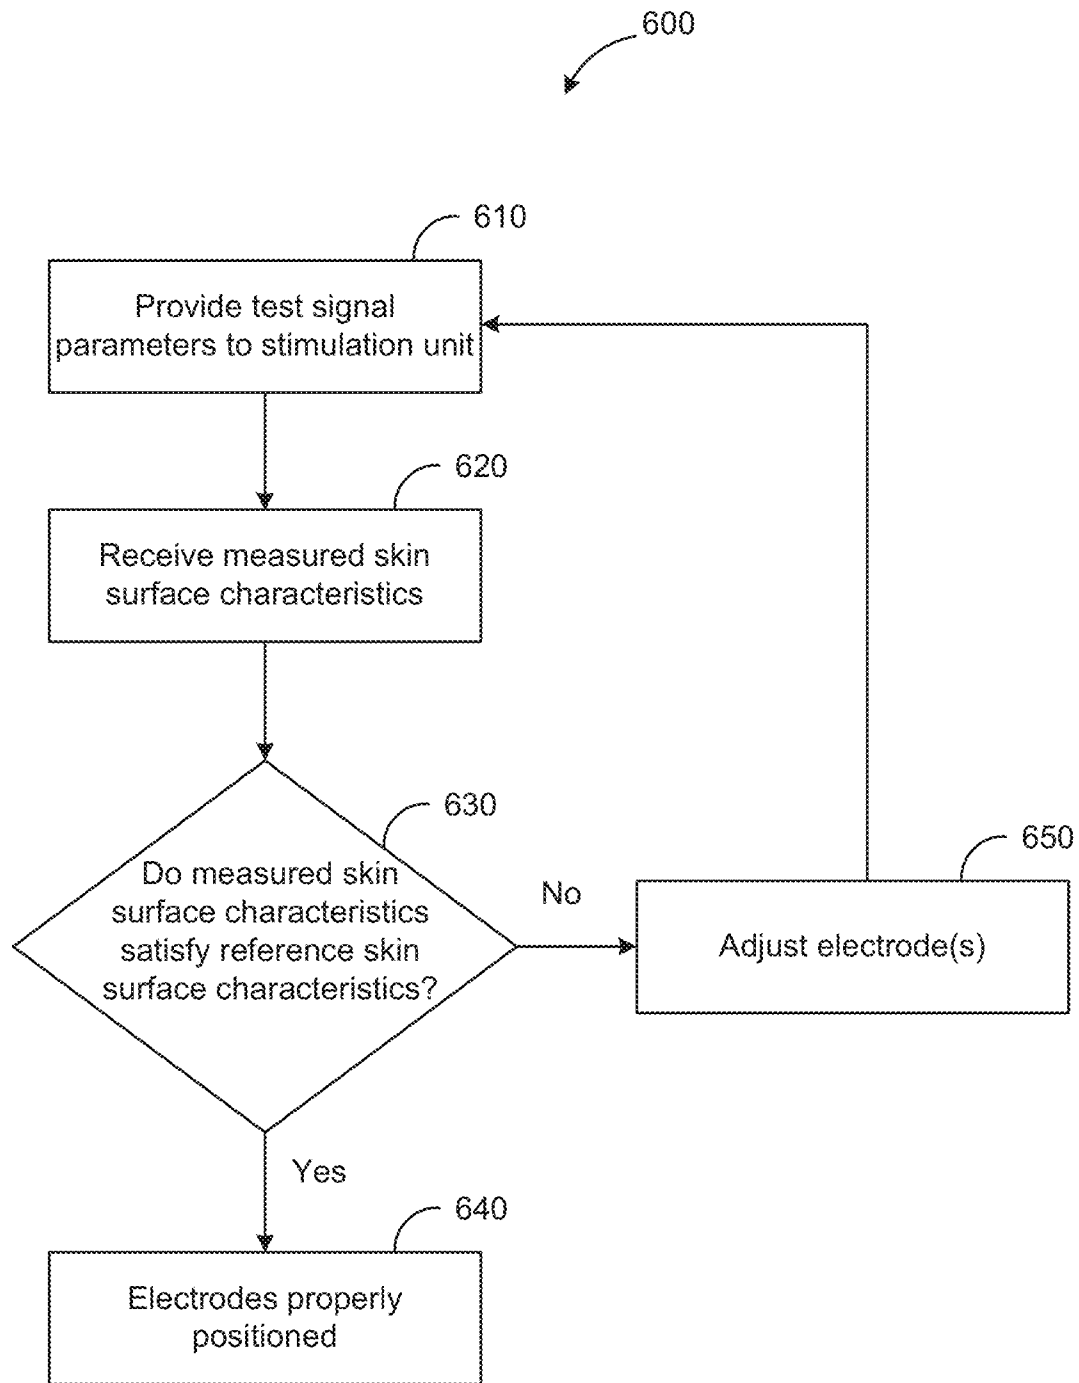 600
610
Provide test signal
parameters to stimulation unit
620
Receive measured skin
surface characteristics
630
Do measured skin
surface characteristics
satisfy reference skin
surface characteristics?
No
650
Adjust electrode(s)
Yes
640
Electrodes properly
positioned